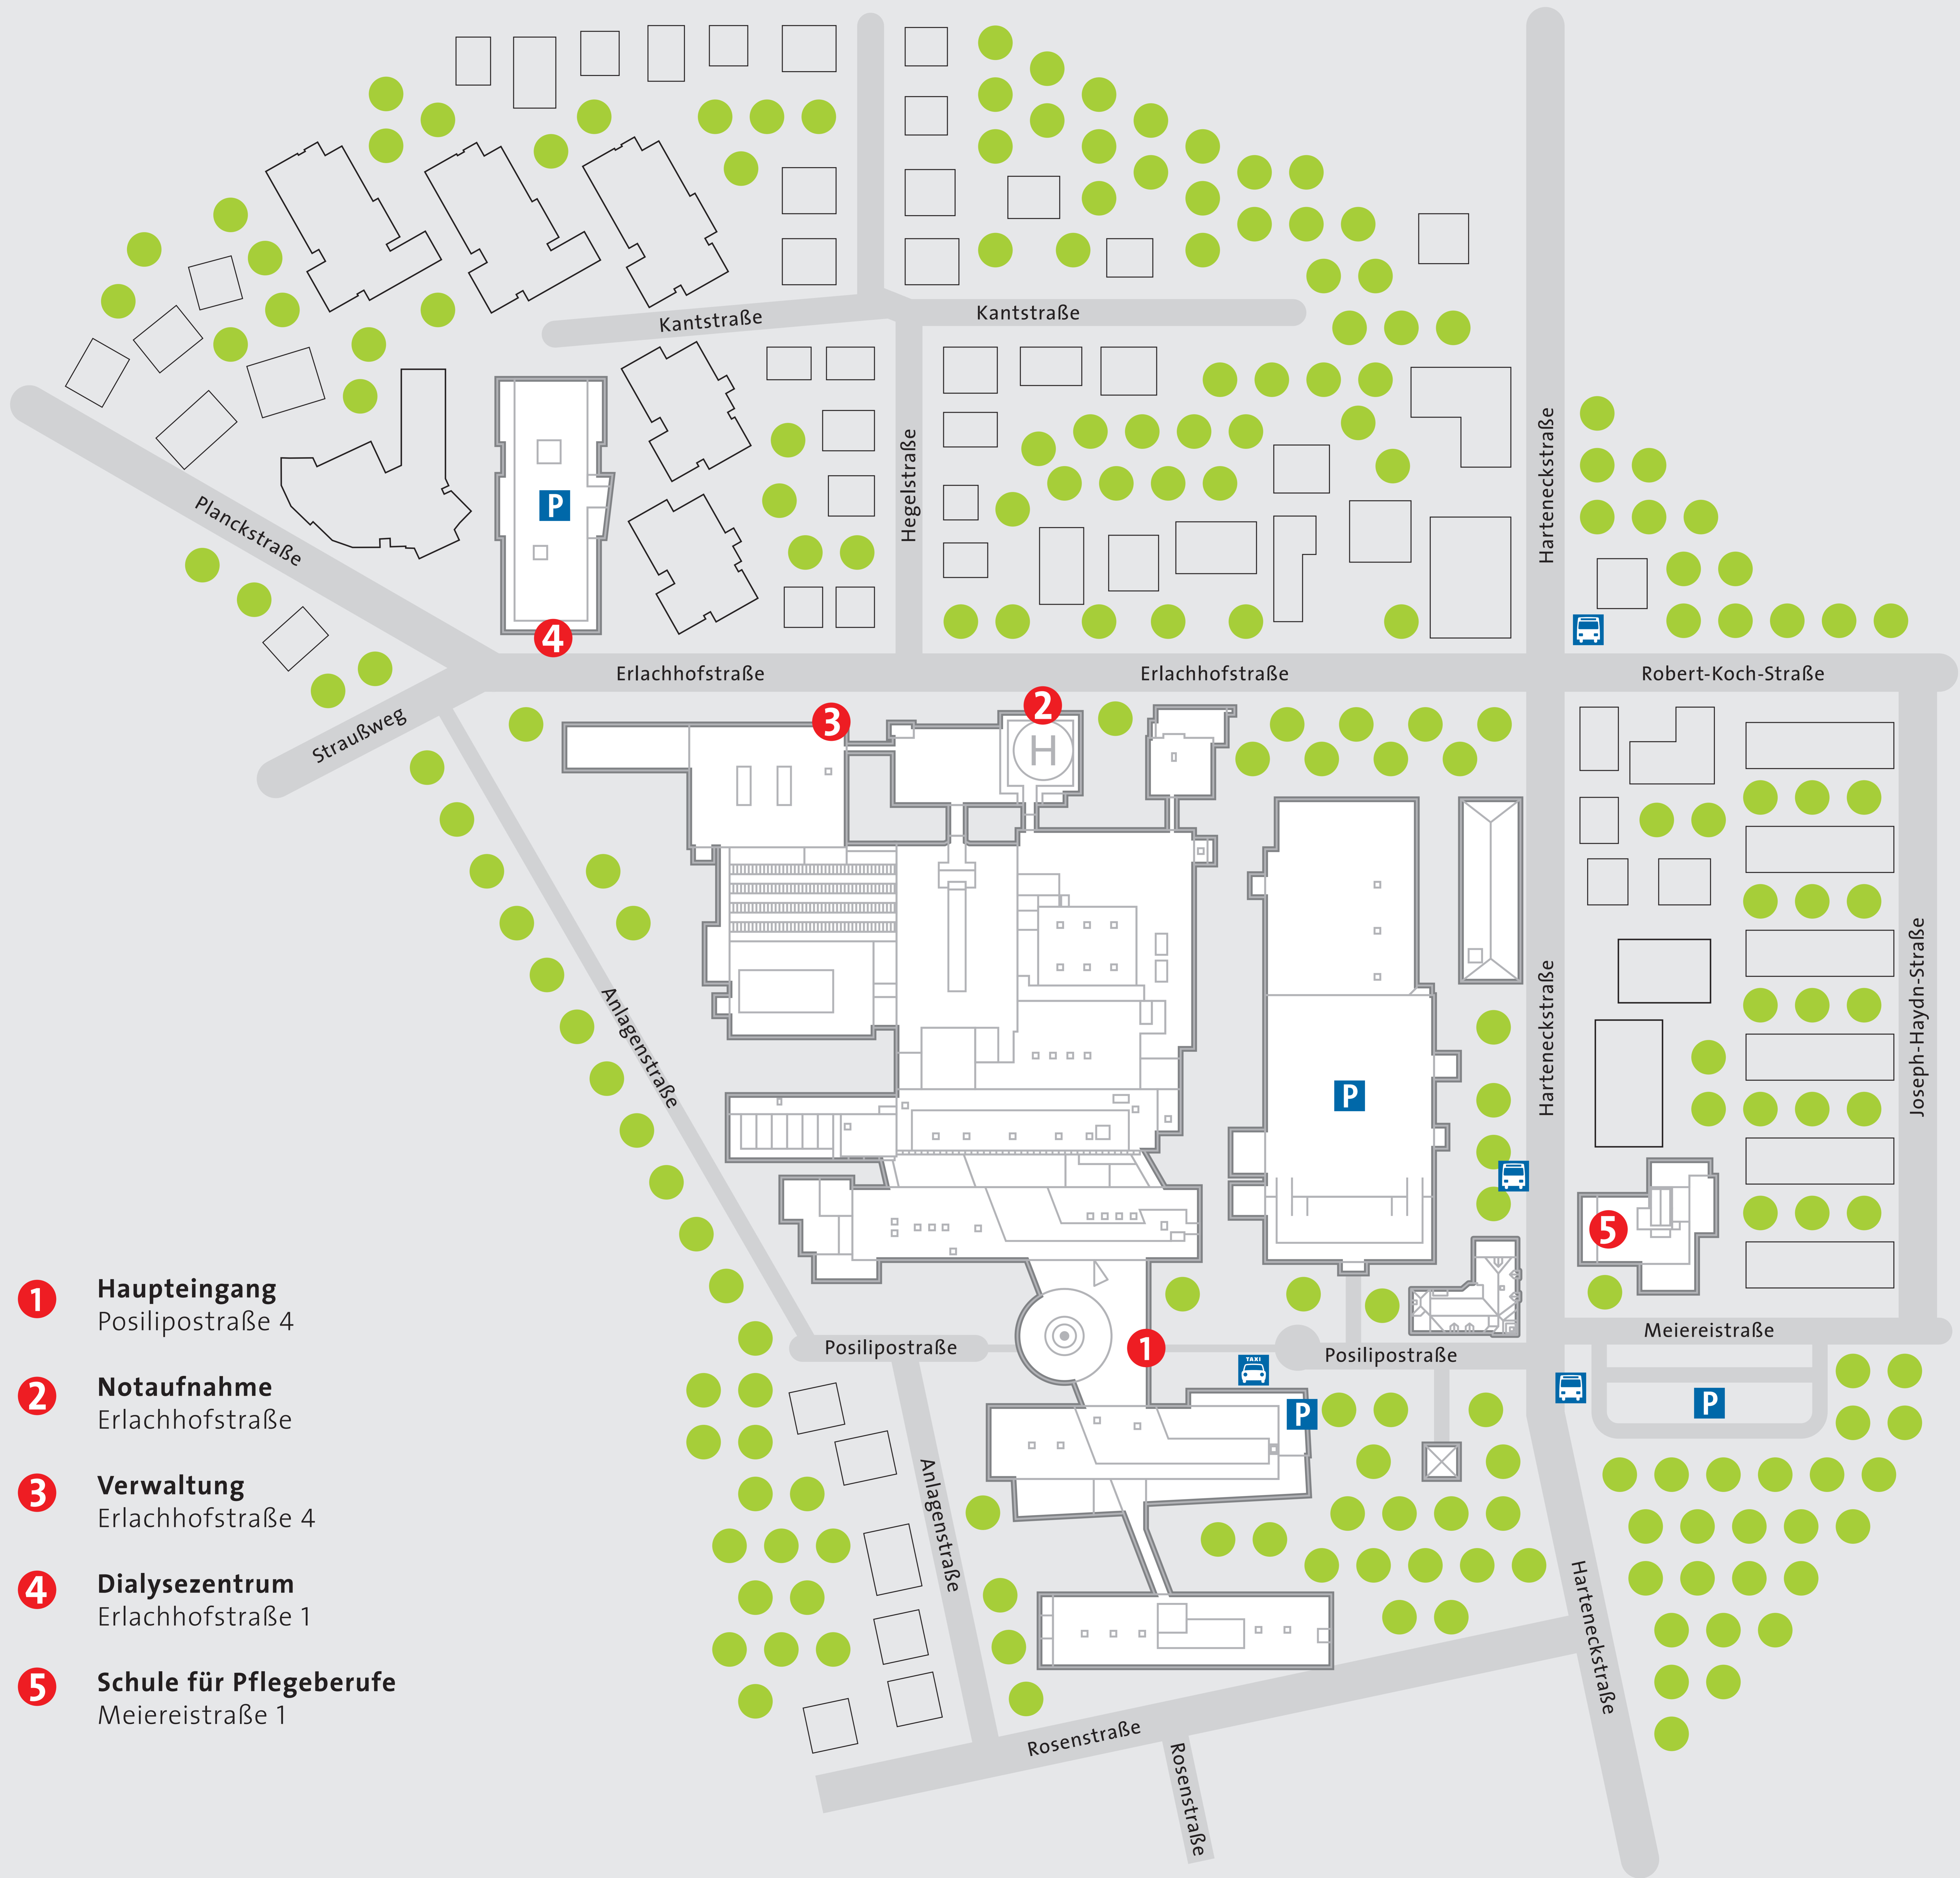 Kantstraße
Kantstraße
Hegelstraße
Harteneckstraße
Planckstraße
P
4
Erlachhofstraße
Erlachhofstraße
Robert-Koch-Straße
Straußweg
3
2
H
Anlagenstraße
P
Harteneckstraße
Joseph-Haydn-Straße
5
Posilipostraße
1
Posilipostraße
Meiereistraße
TAXI
P
P
Anlagenstraße
Harteneckstraße
Rosenstraße
Rosenstraße
1 Haupteingang
Posilipostraße 4
2 Notaufnahme
Erlachhofstraße
3 Verwaltung
Erlachhofstraße 4
4 Dialysezentrum
Erlachhofstraße 1
5 Schule für Pflegeberufe
Meiereistraße 1